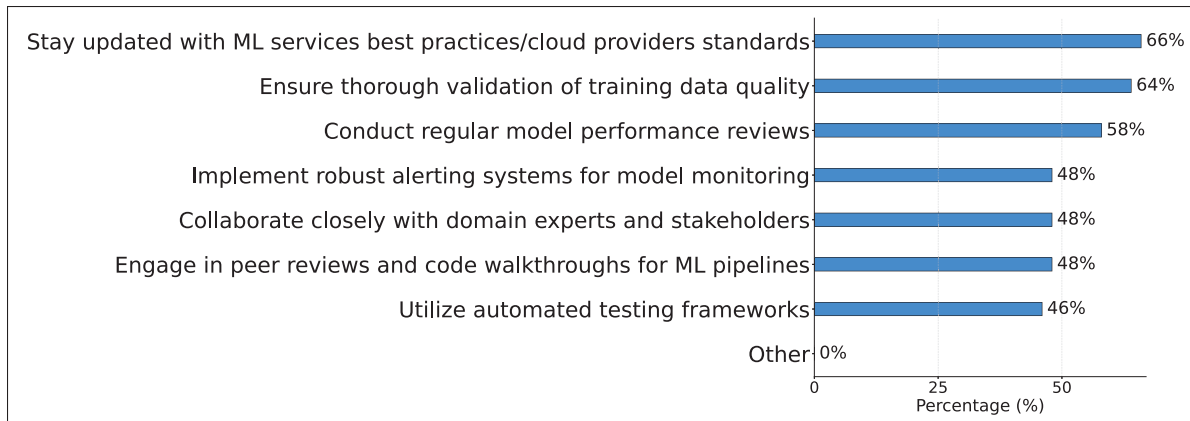 Stay updated with ML services best practices/cloud providers standards 66%
Ensure thorough validation of training data quality 64%
Conduct regular model performance reviews 58%
Implement robust alerting systems for model monitoring 48%
Collaborate closely with domain experts and stakeholders 48%
Engage in peer reviews and code walkthroughs for ML pipelines 48%
Utilize automated testing frameworks 46%
Other 0%
0 25 50
Percentage (%)